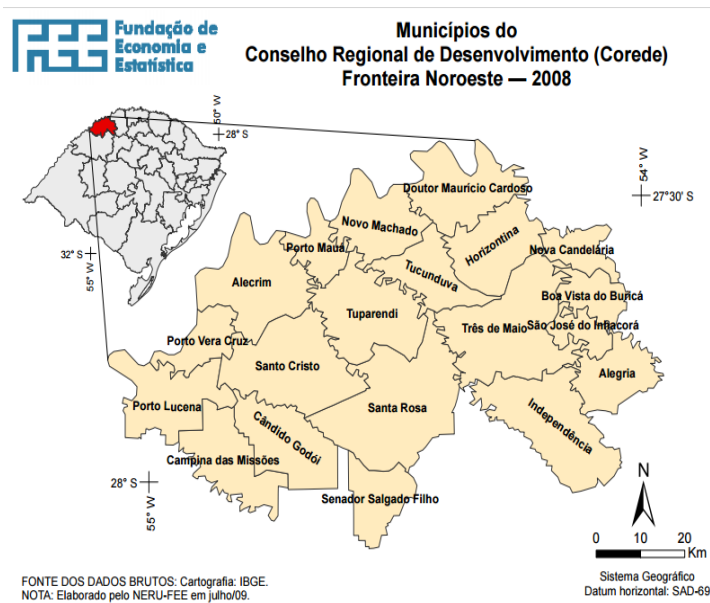 FEE
Fundação de
Economia e
Estatística
Municípios do
Conselho Regional de Desenvolvimento (Corede)
Fronteira Noroeste — 2008
50° W
28° S
54° W
27°30' S
32° S
55° W
Doutor Maurício Cardoso
Novo Machado
Horizontina
Porto Mauá
Nova Candelária
Tucunduva
Alecrim
Boa Vista do Buricá
Tuparendi
Três de Maio
São José do Inhacorá
Porto Vera Cruz
Santo Cristo
Alegria
Porto Lucena
Santa Rosa
Independência
Cândido Godói
Campina das Missões
28° S
55° W
Senador Salgado Filho
N
0 10 20
Km
Sistema Geográfico
Datum horizontal: SAD-69
FONTE DOS DADOS BRUTOS: Cartografia: IBGE.
NOTA: Elaborado pelo NERU-FEE em julho/09.